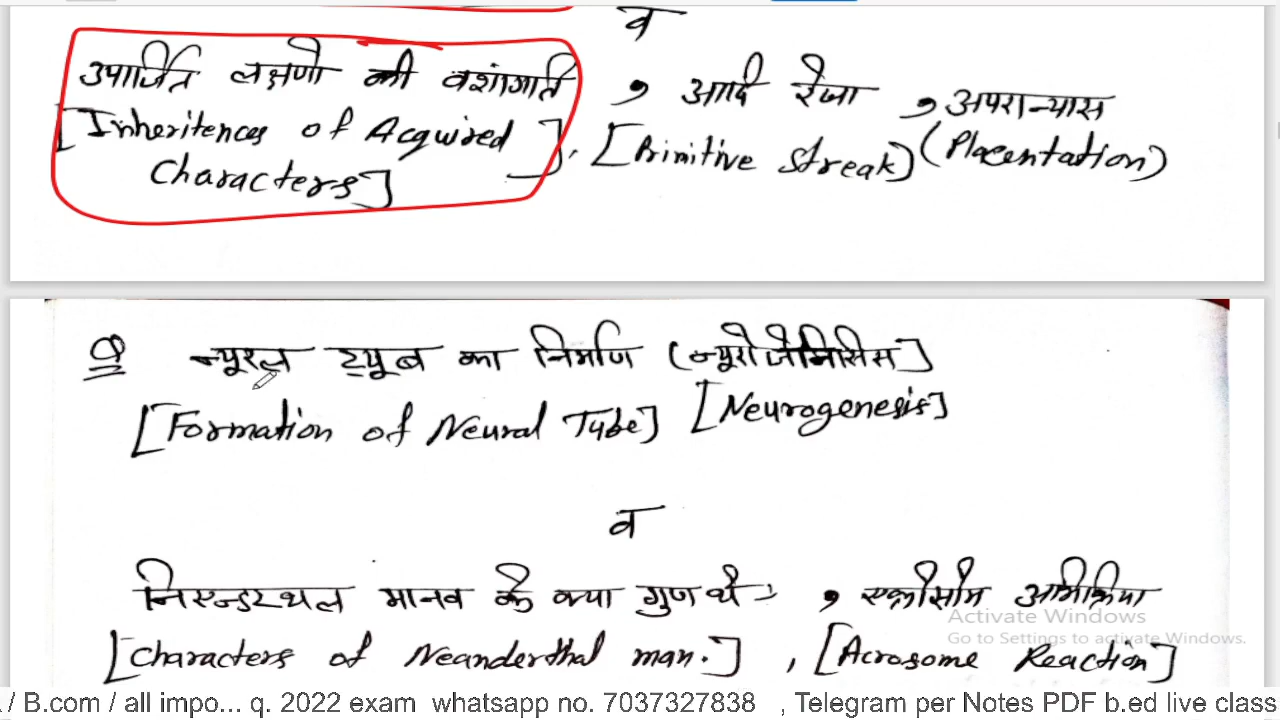 व
उपार्जित लक्षणो की वशांगति , आदि रेखा , अपरान्यास
[Inheritences of Acquired ], [Primitive Streak] (Placentation)
Characters]
Q न्यूरल ट्यूब का निर्माण (न्यूरोजेनिसिस]
[Formation of Neural Tube] [Neurogenesis]
व
निएन्डरथल मानव के क्या गुण थे :- , एक्रोसोम अभिक्रिया
[Characters of Neanderthal man.] , [Acrosome Reaction]
Activate Windows
Go to Settings to activate Windows.
/ B.com / all impo... q. 2022 exam whatsapp no. 7037327838 , Telegram per Notes PDF b.ed live class